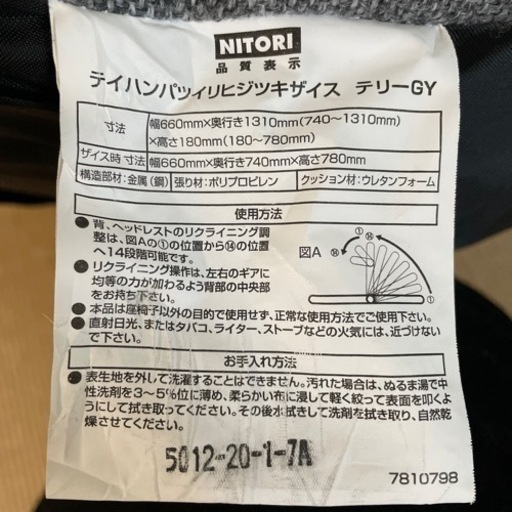 NITORI
品質表示
テイハンパツイリヒジツキザイス テリーGY
寸法
幅660mm×奥行き1310mm(740~1310mm)
×高さ180mm(180~780mm)
ザイス時 寸法 幅660mm×奥行き740mm×高さ780mm
構造部材:金属(鋼) 張り材:ポリプロピレン クッション材:ウレタンフォーム
使用方法
●背、ヘッドレストのリクライニング調
整は、図Aの①の位置から⑭の位置
へ14段階可能です。
●リクライニング操作は、左右のギアに
均等の力が加わるよう背部の中央部
をお持ち下さい。
図A
⑭
①
①
●本品は座椅子以外の目的で使用せず、正常な使用方法でご使用下さい。
●直射日光、またはタバコ、ライター、ストーブなどの火気には、近づけない
で下さい。
お手入れ方法
●表生地を外して洗濯することはできません。汚れた場合は、ぬるま湯で中
性洗剤を3~5%位に薄め、柔らかい布に浸して軽く絞って表面を叩くよ
うにして拭き取ってください。その後水拭きして洗剤を拭き取り、自然乾
燥させてください。
5012-20-1-7A
7810798